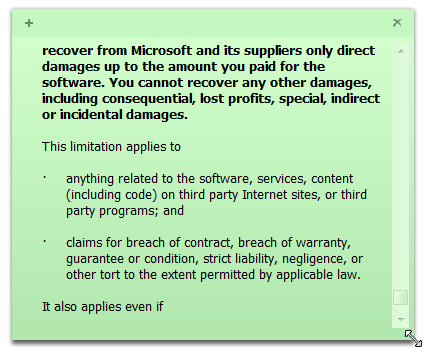 recover from Microsoft and its suppliers only direct
damages up to the amount you paid for the
software. You cannot recover any other damages,
including consequential, lost profits, special, indirect
or incidental damages.
This limitation applies to
· anything related to the software, services, content
(including code) on third party Internet sites, or third
party programs; and
· claims for breach of contract, breach of warranty,
guarantee or condition, strict liability, negligence, or
other tort to the extent permitted by applicable law.
It also applies even if